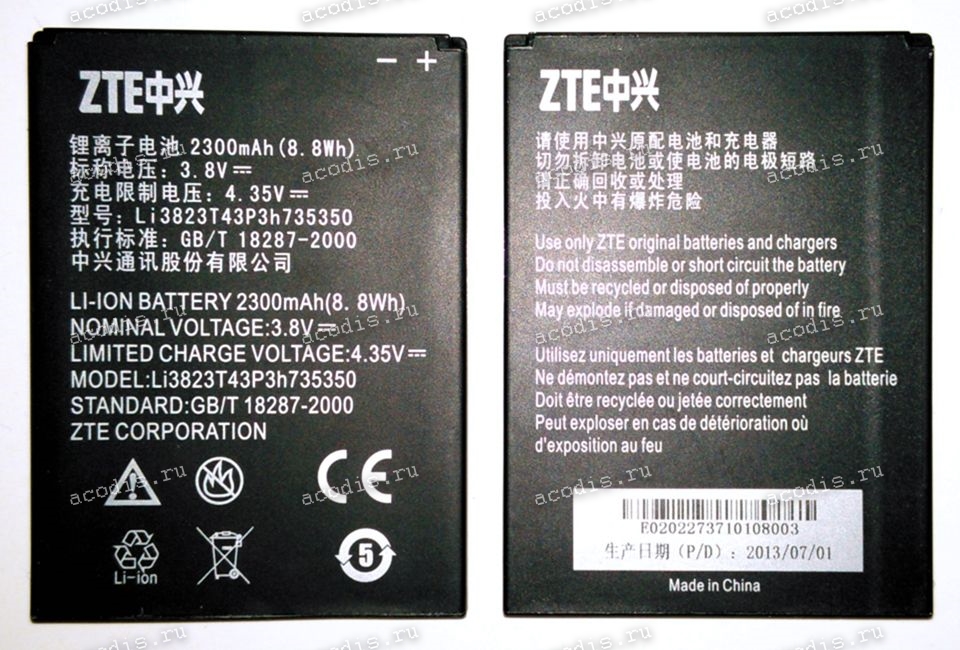 ZTE中兴
锂离子电池 2300mAh(8.8Wh)
标称电压: 3.8V⎓
充电限制电压: 4.35V⎓
型号: Li3823T43P3h735350
执行标准: GB/T 18287-2000
中兴通讯股份有限公司
LI-ION BATTERY 2300mAh(8.8Wh)
NOMINAL VOLTAGE:3.8V⎓
LIMITED CHARGE VOLTAGE:4.35V⎓
MODEL:Li3823T43P3h735350
STANDARD:GB/T 18287-2000
ZTE CORPORATION
CE
Li-ion
5
ZTE中兴
请使用中兴原配电池和充电器
切勿拆卸电池或使电池的电极短路
请正确回收或处理
投入火中有爆炸危险
Use only ZTE original batteries and chargers
Do not disassemble or short circuit the battery
Must be recycled or disposed of properly
May explode if damaged or disposed of in fire
Utilisez uniquement les batteries et chargeurs ZTE
Ne démontez pas et ne court-circuitez pas la batterie
Doit être recyclée ou jetée correctement
Peut exploser en cas de détérioration où
d'exposition au feu
E0202273710108003
生产日期 (P/D): 2013/07/01
Made in China
acodis.ru